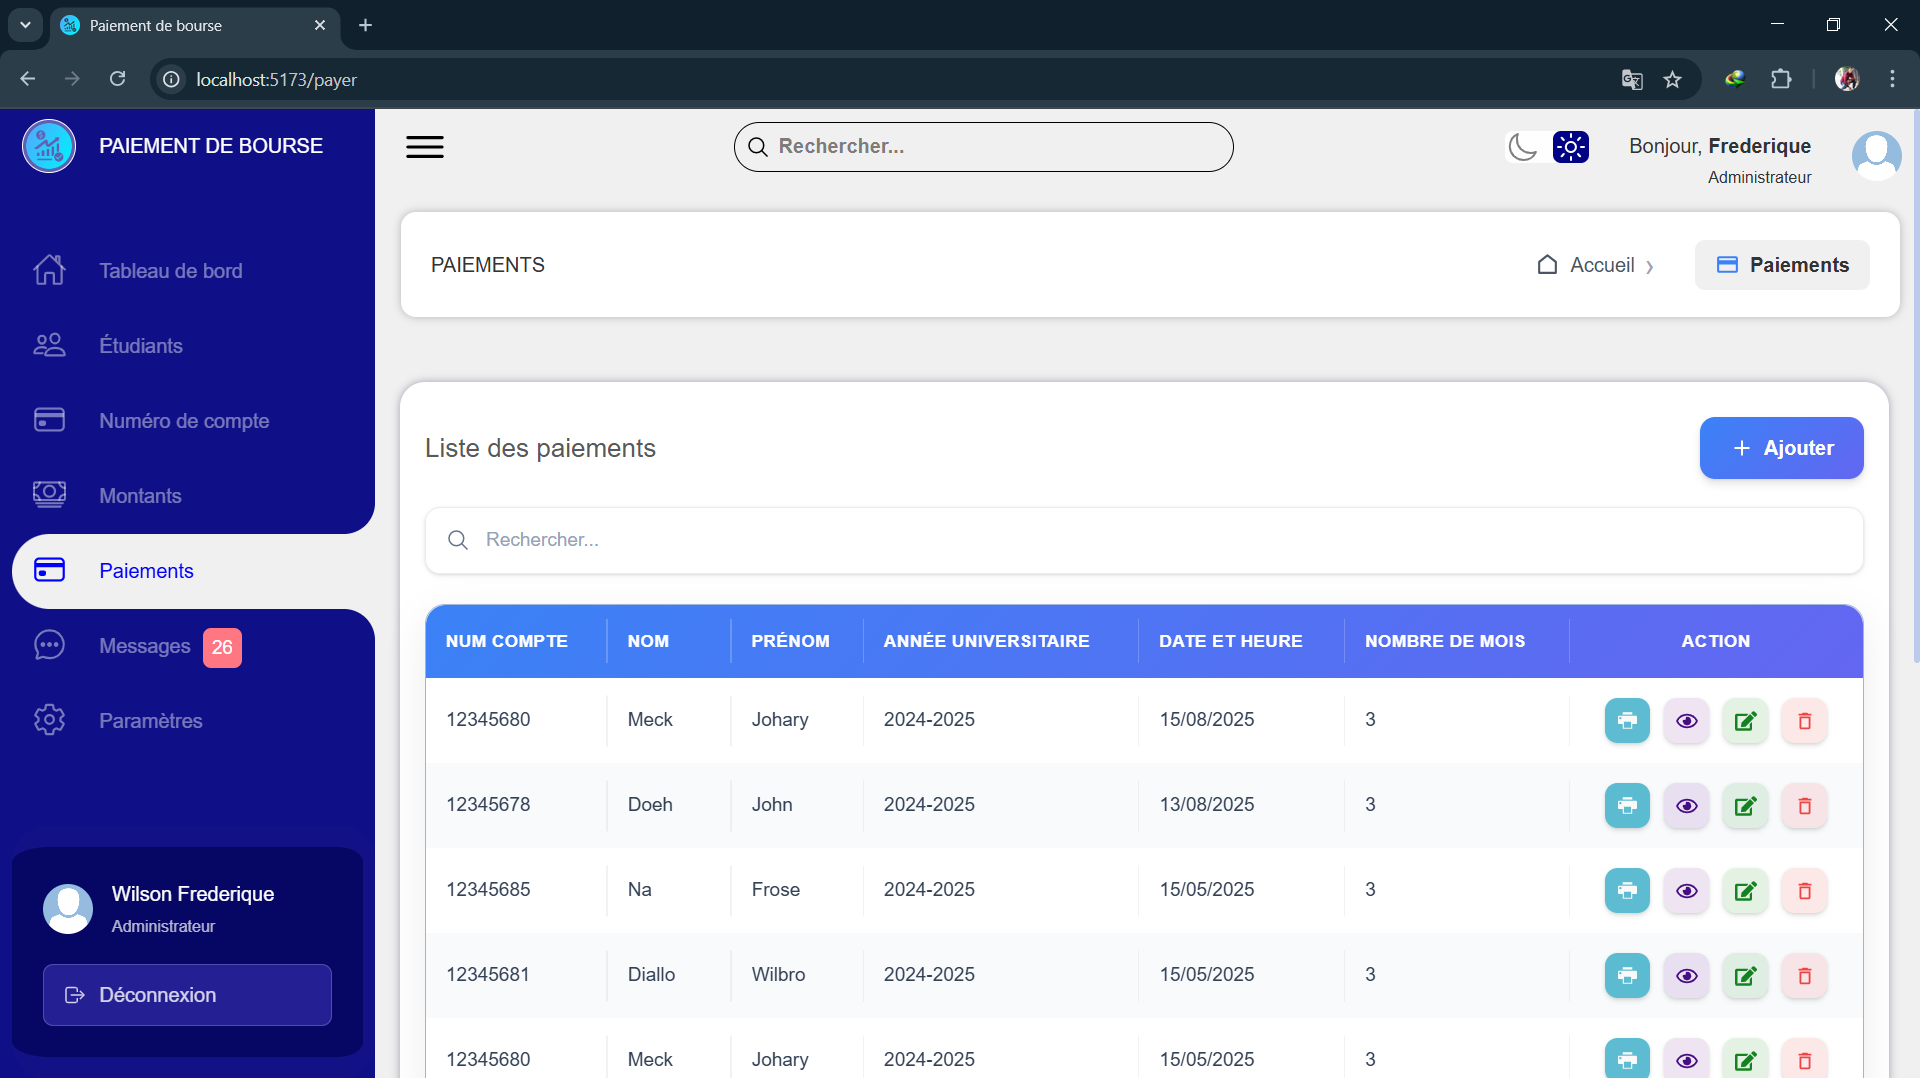 Paiement de bourse
localhost:5173/payer
PAIEMENT DE BOURSE
Rechercher...
Bonjour, Frederique
Administrateur
Tableau de bord
Étudiants
Numéro de compte
Montants
Paiements
Messages 26
Paramètres
Wilson Frederique
Administrateur
Déconnexion
PAIEMENTS
Accueil
Paiements
Liste des paiements
+ Ajouter
Rechercher...
NUM COMPTE NOM PRÉNOM ANNÉE UNIVERSITAIRE DATE ET HEURE NOMBRE DE MOIS ACTION
12345680 Meck Johary 2024-2025 15/08/2025 3
12345678 Doeh John 2024-2025 13/08/2025 3
12345685 Na Frose 2024-2025 15/05/2025 3
12345681 Diallo Wilbro 2024-2025 15/05/2025 3
12345680 Meck Johary 2024-2025 15/05/2025 3